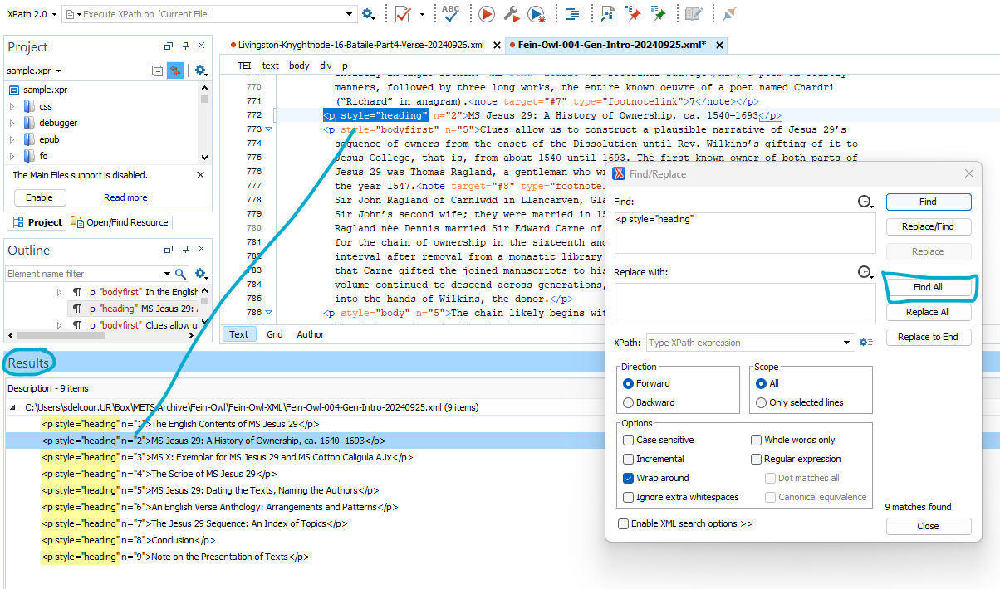 XPath 2.0 Execute XPath on 'Current File'
ABC
Project
sample.xpr
sample.xpr
css
debugger
epub
fo
The Main Files support is disabled.
Enable Read more
Project Open/Find Resource
Outline
Element name filter
p "bodyfirst" In the English
p "heading" MS Jesus 29:
p "bodyfirst" Clues allow u
Livingston-Knyghthode-16-Bataile-Part4-Verse-20240926.xml
Fein-Owl-004-Gen-Intro-20240925.xml*
TEI text body div p
770 manners, followed by three long works, the entire known oeuvre of a poet named Chardri
771 (“Richard” in anagram).<note target="#7" type="footnotelink">7</note></p>
772 <p style="heading" n="2">MS Jesus 29: A History of Ownership, ca. 1540–1693</p>
773 <p style="bodyfirst" n="5">Clues allow us to construct a plausible narrative of Jesus 29’s
774 sequence of owners from the onset of the Dissolution until Rev. Wilkins’s gifting of it to
775 Jesus College, that is, from about 1540 until 1693. The first known owner of both parts of
776 Jesus 29 was Thomas Ragland, a gentleman who
777 the year 1547.<note target="#8" type="footnotel
778 Sir John Ragland of Carnlwdd in Llancarven, Gla
779 Sir John’s second wife; they were married in 15
780 Ragland née Dennis married Sir Edward Carne of
781 for the chain of ownership in the sixteenth and
782 interval after removal from a monastic library
783 that Carne gifted the joined manuscripts to his
784 volume continued to descend across generations,
785 into the hands of Wilkins, the donor.</p>
786 <p style="body" n="5">The chain likely begins wit
Text Grid Author
Results
Description - 9 items
C:\Users\sdelcour.UR\Box\METS Archive\Fein-Owl\Fein-Owl-XML\Fein-Owl-004-Gen-Intro-20240925.xml (9 items)
<p style="heading" n="1">The English Contents of MS Jesus 29</p>
<p style="heading" n="2">MS Jesus 29: A History of Ownership, ca. 1540–1693</p>
<p style="heading" n="3">MS X: Exemplar for MS Jesus 29 and MS Cotton Caligula A.ix</p>
<p style="heading" n="4">The Scribe of MS Jesus 29</p>
<p style="heading" n="5">MS Jesus 29: Dating the Texts, Naming the Authors</p>
<p style="heading" n="6">An English Verse Anthology: Arrangements and Patterns</p>
<p style="heading" n="7">The Jesus 29 Sequence: An Index of Topics</p>
<p style="heading" n="8">Conclusion</p>
<p style="heading" n="9">Note on the Presentation of Texts</p>
Find/Replace
Find:
<p style="heading"
Replace with:
XPath: Type XPath expression
Find
Replace/Find
Replace
Find All
Replace All
Replace to End
Direction
Forward
Backward
Scope
All
Only selected lines
Options
Case sensitive Whole words only
Incremental Regular expression
Wrap around Dot matches all
Ignore extra whitespaces Canonical equivalence
Enable XML search options >>
9 matches found
Close